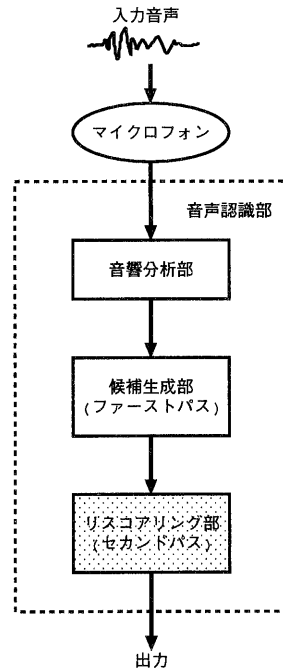 入力音声
マイクロフォン
音声認識部
音響分析部
候補生成部
(ファーストパス)
リスコアリング部
(セカンドパス)
出力